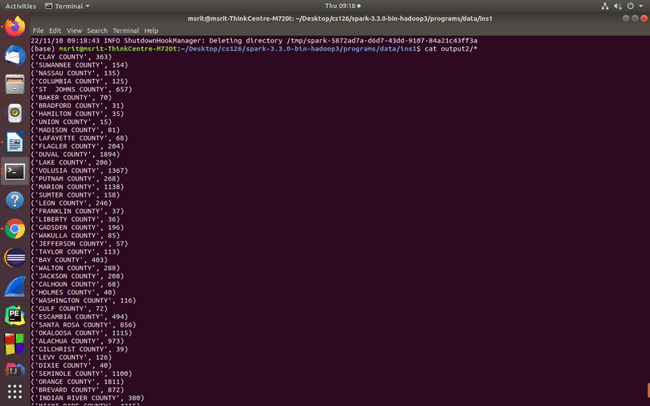 Activities Terminal Thu 09:18
msrit@msrit-ThinkCentre-M720t: ~/Desktop/cs126/spark-3.3.0-bin-hadoop3/programs/data/ins1
File Edit View Search Terminal Help
22/11/10 09:18:43 INFO ShutdownHookManager: Deleting directory /tmp/spark-5872ad7a-d6d7-43dd-9107-84a21c43ff3a
(base) msrit@msrit-ThinkCentre-M720t:~/Desktop/cs126/spark-3.3.0-bin-hadoop3/programs/data/ins1$ cat output2/*
('CLAY COUNTY', 363)
('SUWANNEE COUNTY', 154)
('NASSAU COUNTY', 135)
('COLUMBIA COUNTY', 125)
('ST  JOHNS COUNTY', 657)
('BAKER COUNTY', 70)
('BRADFORD COUNTY', 31)
('HAMILTON COUNTY', 35)
('UNION COUNTY', 15)
('MADISON COUNTY', 81)
('LAFAYETTE COUNTY', 68)
('FLAGLER COUNTY', 204)
('DUVAL COUNTY', 1894)
('LAKE COUNTY', 206)
('VOLUSIA COUNTY', 1367)
('PUTNAM COUNTY', 268)
('MARION COUNTY', 1138)
('SUMTER COUNTY', 158)
('LEON COUNTY', 246)
('FRANKLIN COUNTY', 37)
('LIBERTY COUNTY', 36)
('GADSDEN COUNTY', 196)
('WAKULLA COUNTY', 85)
('JEFFERSON COUNTY', 57)
('TAYLOR COUNTY', 113)
('BAY COUNTY', 403)
('WALTON COUNTY', 288)
('JACKSON COUNTY', 208)
('CALHOUN COUNTY', 68)
('HOLMES COUNTY', 40)
('WASHINGTON COUNTY', 116)
('GULF COUNTY', 72)
('ESCAMBIA COUNTY', 494)
('SANTA ROSA COUNTY', 856)
('OKALOOSA COUNTY', 1115)
('ALACHUA COUNTY', 973)
('GILCHRIST COUNTY', 39)
('LEVY COUNTY', 126)
('DIXIE COUNTY', 40)
('SEMINOLE COUNTY', 1100)
('ORANGE COUNTY', 1811)
('BREVARD COUNTY', 872)
('INDIAN RIVER COUNTY', 380)